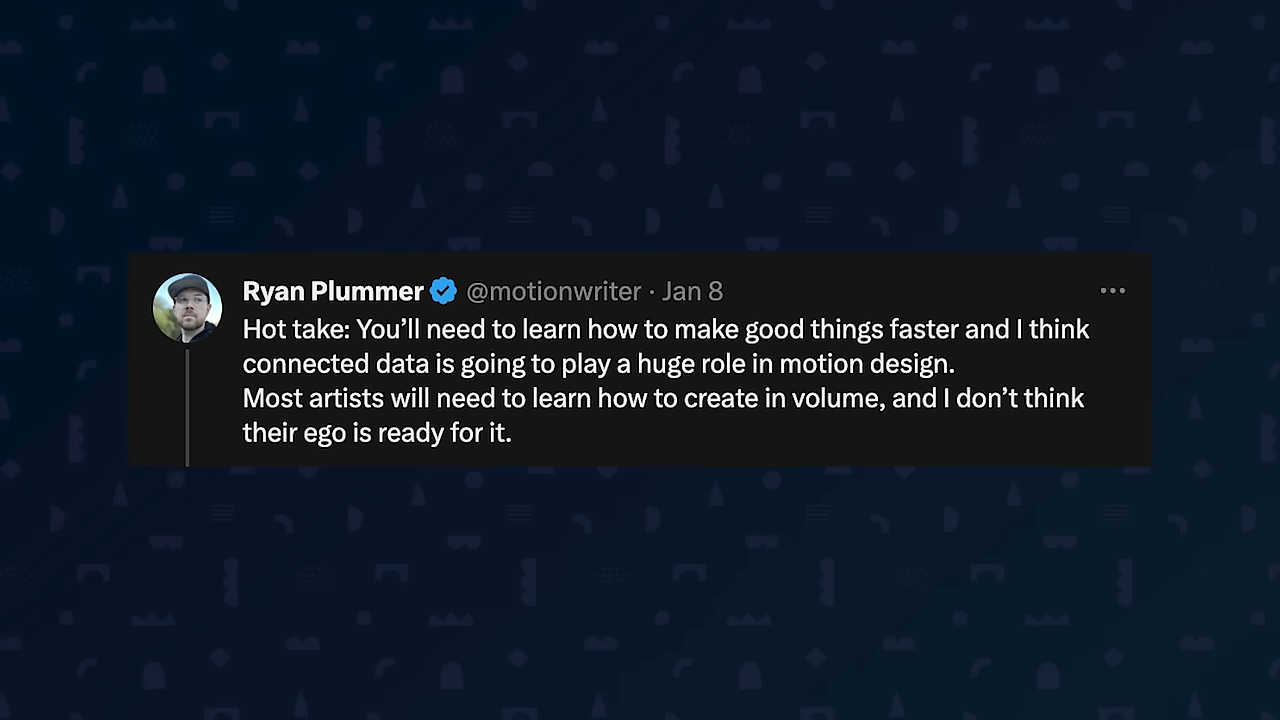 Ryan Plummer @motionwriter · Jan 8
Hot take: You’ll need to learn how to make good things faster and I think
connected data is going to play a huge role in motion design.
Most artists will need to learn how to create in volume, and I don’t think
their ego is ready for it.